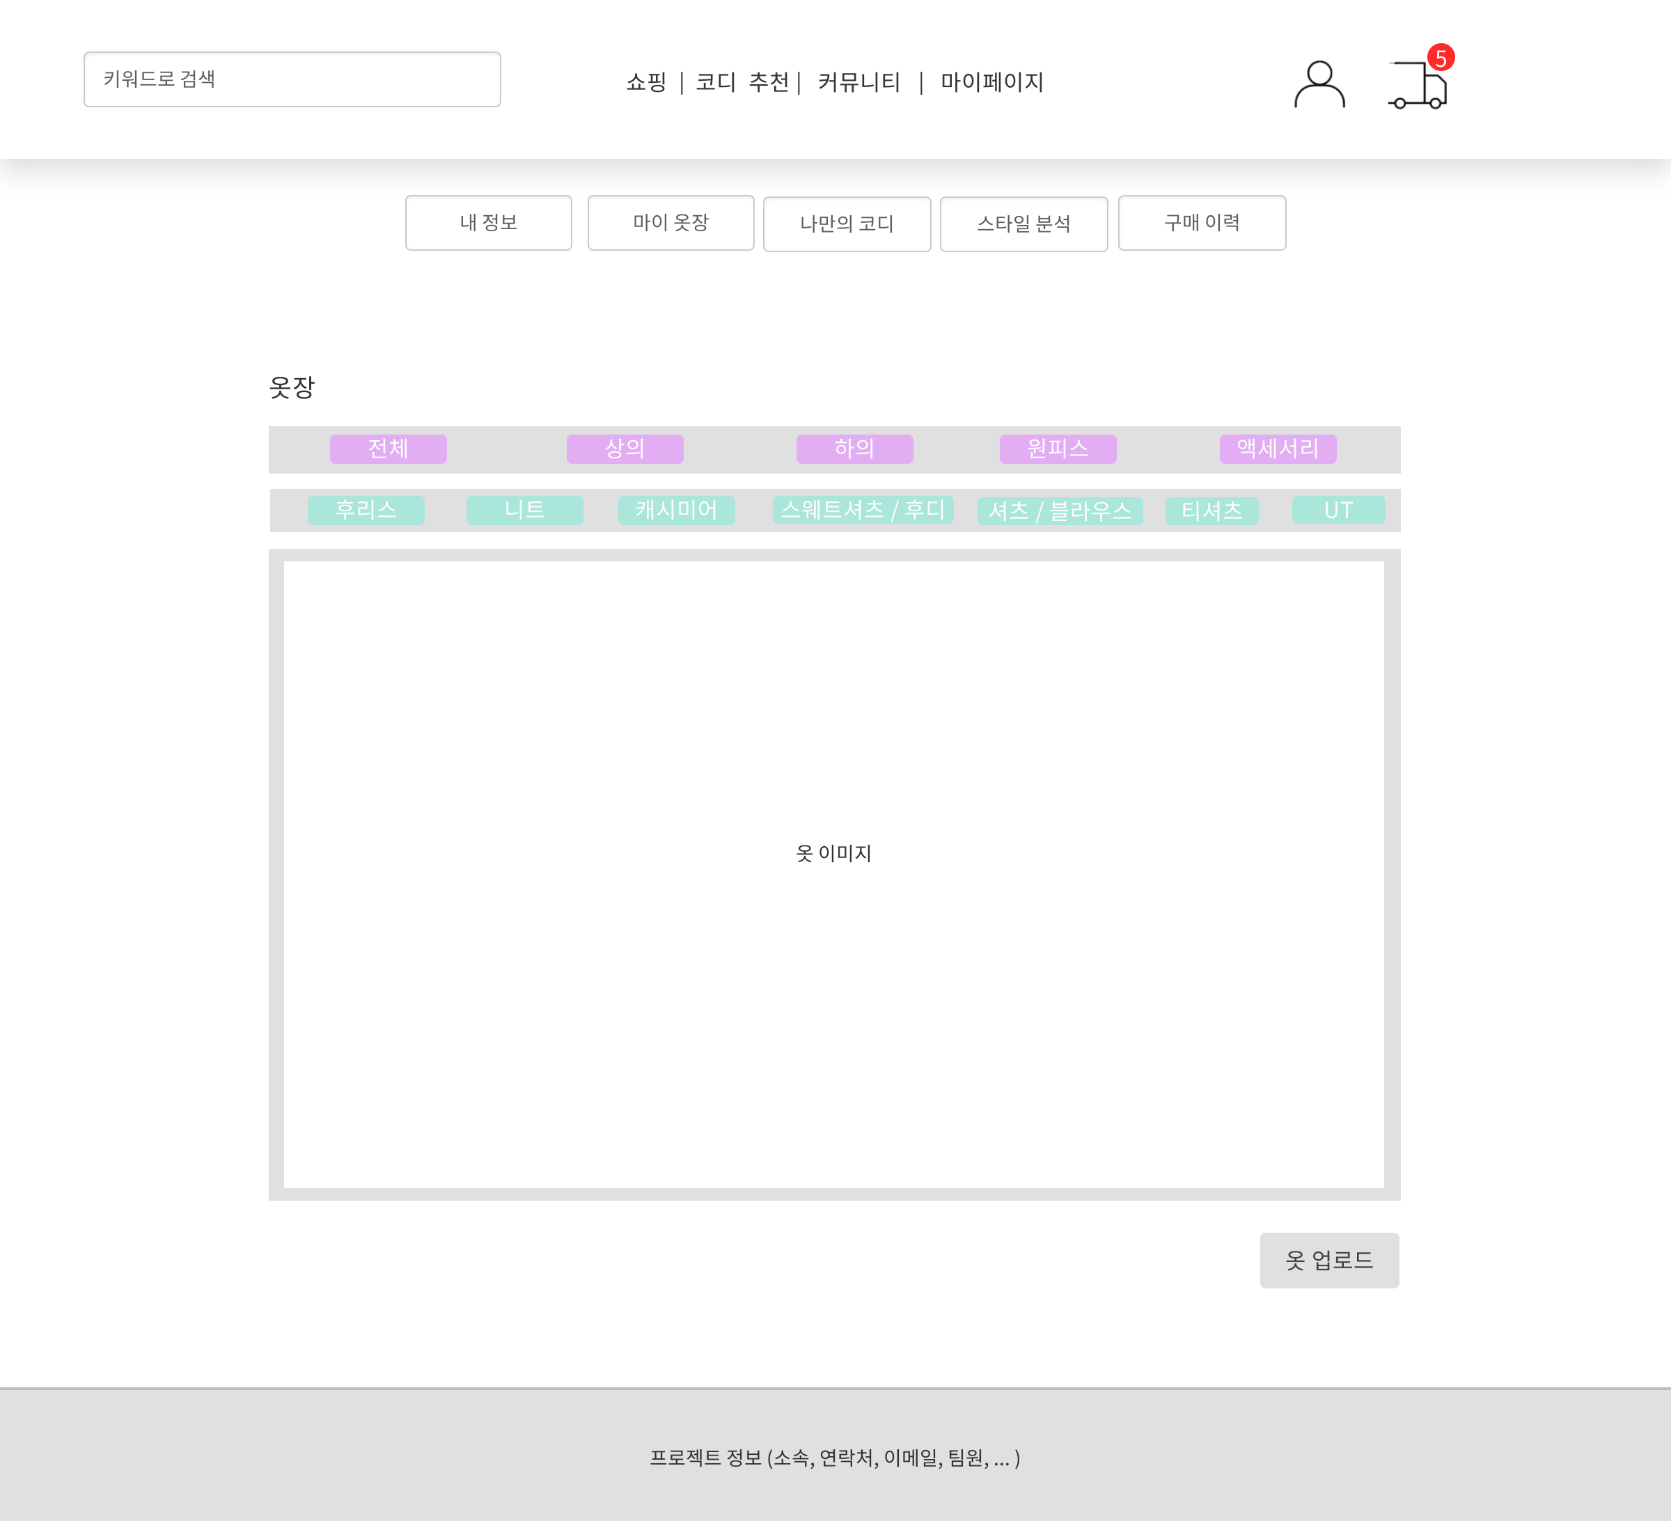 키워드로 검색
쇼핑 | 코디 추천 | 커뮤니티 | 마이페이지
5
내 정보
마이 옷장
나만의 코디
스타일 분석
구매 이력
옷장
전체
상의
하의
원피스
액세서리
후리스
니트
캐시미어
스웨트셔츠 / 후디
셔츠 / 블라우스
티셔츠
UT
옷 이미지
옷 업로드
프로젝트 정보 (소속, 연락처, 이메일, 팀원, ... )